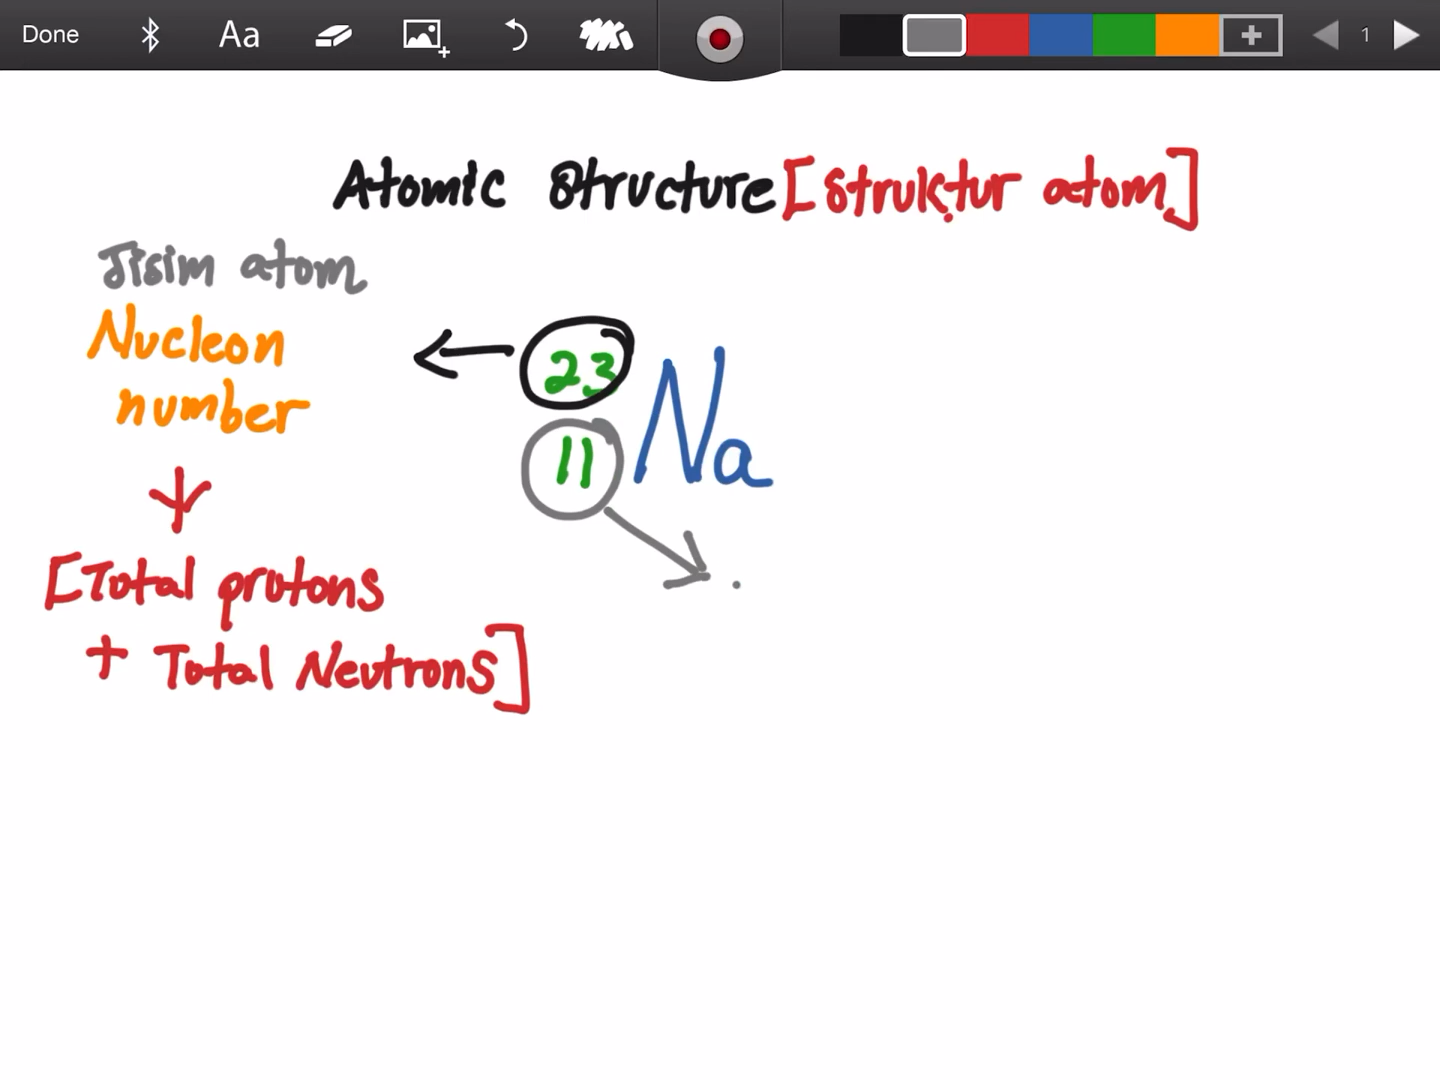 Done Aa 1
Atomic Structure [Struktur atom]
Jisim atom
Nucleon
number
23
11
Na
[Total protons
+ Total Neutrons]